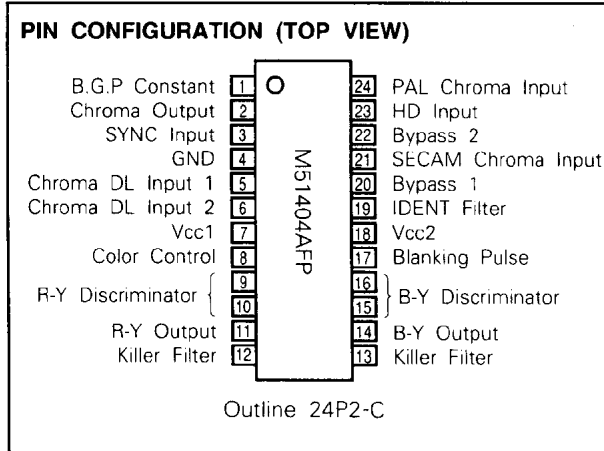 PIN CONFIGURATION (TOP VIEW)
B.G.P Constant 1 24 PAL Chroma Input
Chroma Output 2 23 HD Input
SYNC Input 3 22 Bypass 2
GND 4 21 SECAM Chroma Input
Chroma DL Input 1 5 20 Bypass 1
Chroma DL Input 2 6 19 IDENT Filter
Vcc1 7 18 Vcc2
Color Control 8 17 Blanking Pulse
R-Y Discriminator { 9 16 } B-Y Discriminator
10 15
R-Y Output 11 14 B-Y Output
Killer Filter 12 13 Killer Filter
M51404AFP
Outline 24P2-C